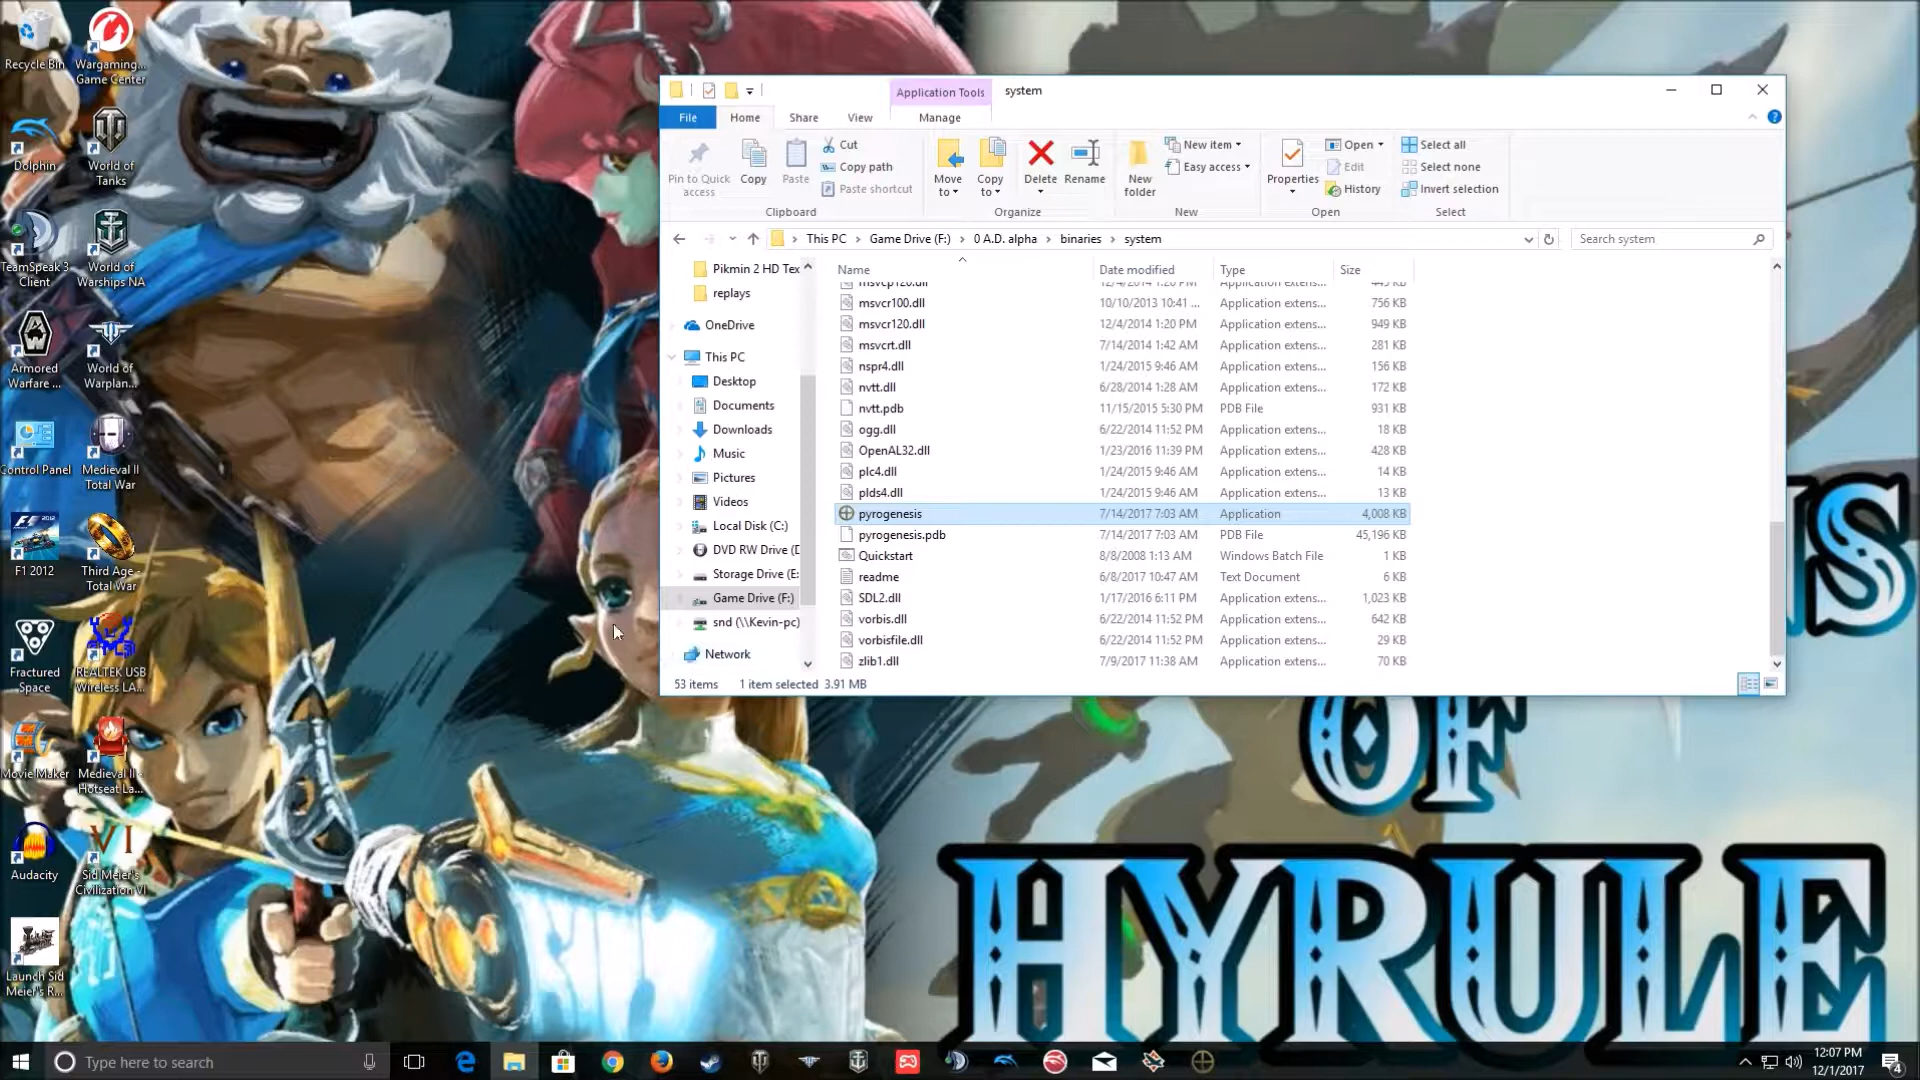 Recycle Bin
Wargaming...
Game Center
Dolphin
World of
Tanks
TeamSpeak 3
Client
World of
Warships NA
Armored
Warfare ...
World of
Warplan...
Control Panel
Medieval II
Total War
F1 2012
Third Age -
Total War
Fractured
Space
REALTEK USB
Wireless LA...
Movie Maker
Medieval II -
Hotseat La...
Audacity
Sid Meier's
Civilization VI
Launch Sid
Meier's R...
Application Tools
system
File
Home
Share
View
Manage
Pin to Quick
access
Copy
Paste
Cut
Copy path
Paste shortcut
Clipboard
Move
to
Copy
to
Delete
Rename
Organize
New
folder
New item
Easy access
New
Properties
Open
Edit
History
Open
Select all
Select none
Invert selection
Select
This PC > Game Drive (F:) > 0 A.D. alpha > binaries > system
Search system
Pikmin 2 HD Tex
replays
OneDrive
This PC
Desktop
Documents
Downloads
Music
Pictures
Videos
Local Disk (C:)
DVD RW Drive (D
Storage Drive (E:
Game Drive (F:)
snd (\\Kevin-pc)
Network
Name Date modified Type Size
msvcp120.dll 12/4/2014 1:20 PM Application extens... 445 KB
msvcr100.dll 10/10/2013 10:41 ... Application extens... 756 KB
msvcr120.dll 12/4/2014 1:20 PM Application extens... 949 KB
msvcrt.dll 7/14/2014 1:42 AM Application extens... 281 KB
nspr4.dll 1/24/2015 9:46 AM Application extens... 156 KB
nvtt.dll 6/28/2014 1:28 AM Application extens... 172 KB
nvtt.pdb 11/15/2015 5:30 PM PDB File 931 KB
ogg.dll 6/22/2014 11:52 PM Application extens... 18 KB
OpenAL32.dll 1/23/2016 11:39 PM Application extens... 428 KB
plc4.dll 1/24/2015 9:46 AM Application extens... 14 KB
plds4.dll 1/24/2015 9:46 AM Application extens... 13 KB
pyrogenesis 7/14/2017 7:03 AM Application 4,008 KB
pyrogenesis.pdb 7/14/2017 7:03 AM PDB File 45,196 KB
Quickstart 8/8/2008 1:13 AM Windows Batch File 1 KB
readme 6/8/2017 10:47 AM Text Document 6 KB
SDL2.dll 1/17/2016 6:11 PM Application extens... 1,023 KB
vorbis.dll 6/22/2014 11:52 PM Application extens... 642 KB
vorbisfile.dll 6/22/2014 11:52 PM Application extens... 29 KB
zlib1.dll 7/9/2017 11:38 AM Application extens... 70 KB
53 items 1 item selected 3.91 MB
OF
HYRULE
Type here to search
12:07 PM
12/1/2017
4